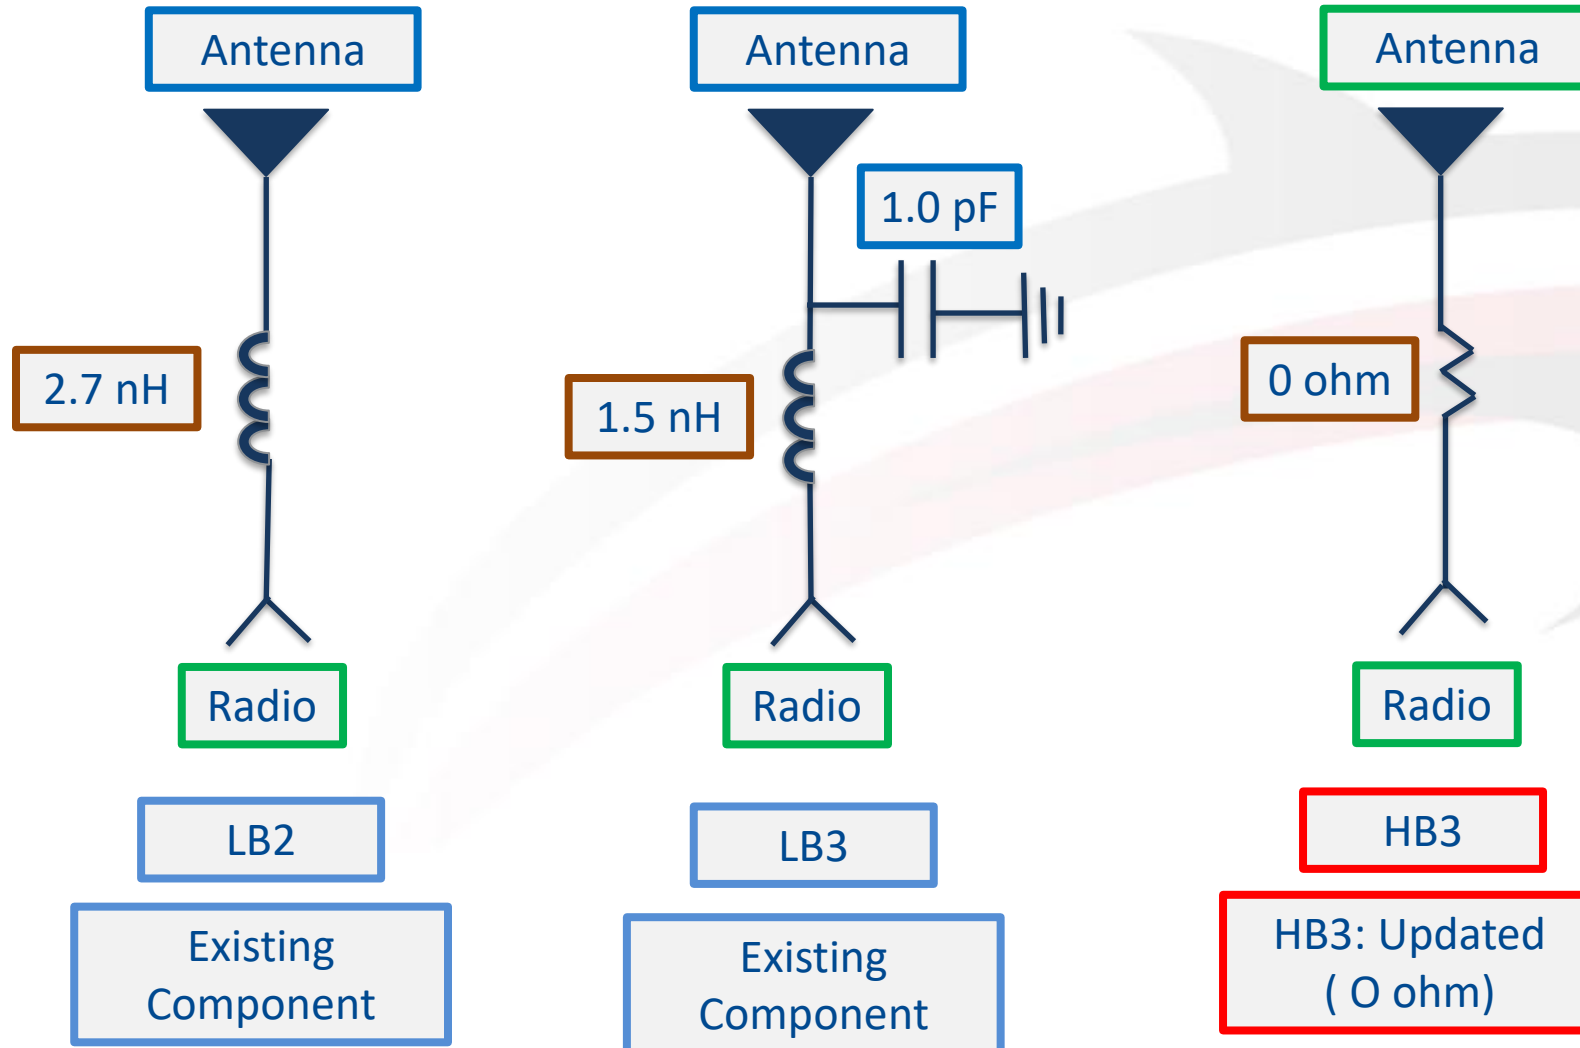 Antenna
2.7 nH
Radio
LB2
Existing
Component
Antenna
1.0 pF
1.5 nH
Radio
LB3
Existing
Component
Antenna
0 ohm
Radio
HB3
HB3: Updated
( O ohm)